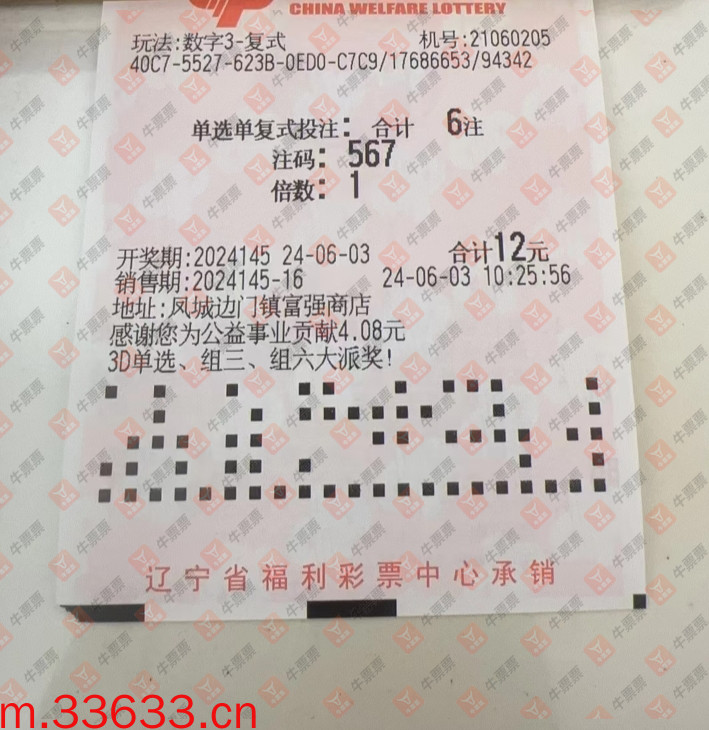 CHINA WELFARE LOTTERY
玩法:数字3-复式 机号:21060205
40C7-5527-623B-0ED0-C7C9/17686653/94342
单选单复式投注: 合计 6注
注码: 567
倍数: 1
开奖期:2024145 24-06-03 合计12元
销售期:2024145-16 24-06-03 10:25:56
地址:凤城边门镇富强商店
感谢您为公益事业贡献4.08元
3D单选、组三、组六大派奖!
辽宁省福利彩票中心承销
m.33633.cn
牛票票